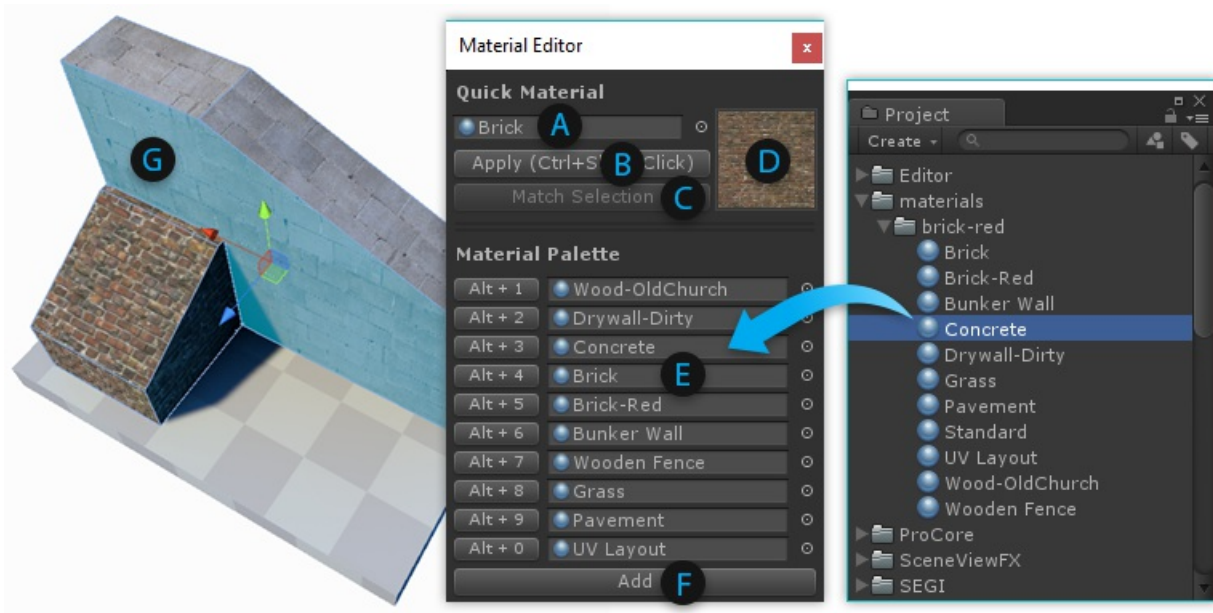 G
Material Editor
x
Quick Material
Brick
A
Apply (Ctrl+S
B
Click)
Match Selection
C
D
Material Palette
Alt + 1 Wood-OldChurch
Alt + 2 Drywall-Dirty
Alt + 3 Concrete
Alt + 4 Brick
E
Alt + 5 Brick-Red
Alt + 6 Bunker Wall
Alt + 7 Wooden Fence
Alt + 8 Grass
Alt + 9 Pavement
Alt + 0 UV Layout
Add
F
Project
Create
Editor
materials
brick-red
Brick
Brick-Red
Bunker Wall
Concrete
Drywall-Dirty
Grass
Pavement
Standard
UV Layout
Wood-OldChurch
Wooden Fence
ProCore
SceneViewFX
SEGI